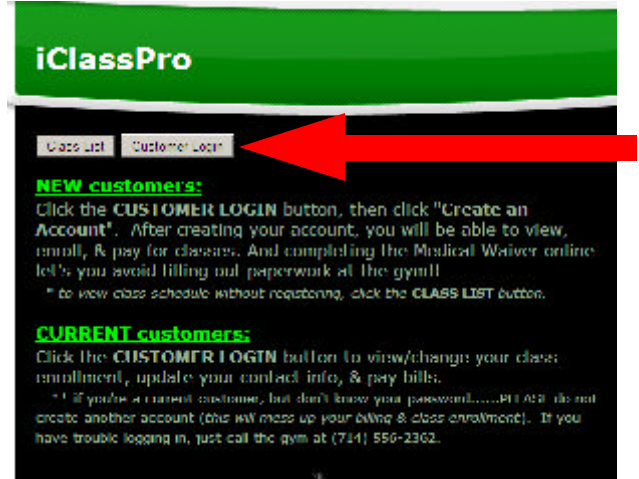 iClassPro
Class List Customer Login
NEW customers:
Click the CUSTOMER LOGIN button, then click "Create an
Account". After creating your account, you will be able to view,
enroll, & pay for classes. And completing the Medical Waiver online
let's you avoid filling out paperwork at the gym!!
* to view class schedule without registering, click the CLASS LIST button.
CURRENT customers:
Click the CUSTOMER LOGIN button to view/change your class
enrollment, update your contact info, & pay bills.
** if you're a current customer, but don't know your password......PLEASE do not
create another account (this will mess up your billing & class enrollment). If you
have trouble logging in, just call the gym at (714) 556-2362.